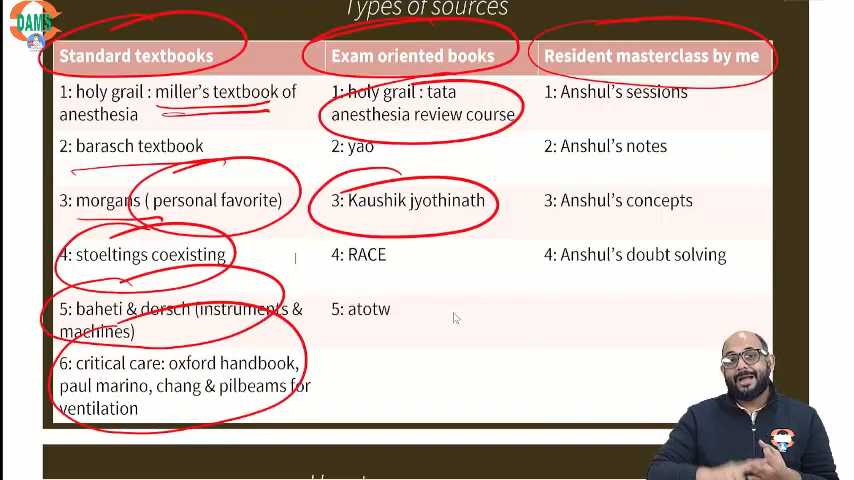 Types of sources
DAMS
Standard textbooks
Exam oriented books
Resident masterclass by me
1: holy grail : miller's textbook of
anesthesia
1: holy grail : tata
anesthesia review course
1: Anshul's sessions
2: barasch textbook
2: yao
2: Anshul's notes
3: morgans ( personal favorite)
3: Kaushik jyothinath
3: Anshul's concepts
4: stoeltings coexisting
4: RACE
4: Anshul's doubt solving
5: baheti & dorsch (instruments &
machines)
5: atotw
6: critical care: oxford handbook,
paul marino, chang & pilbeams for
ventilation